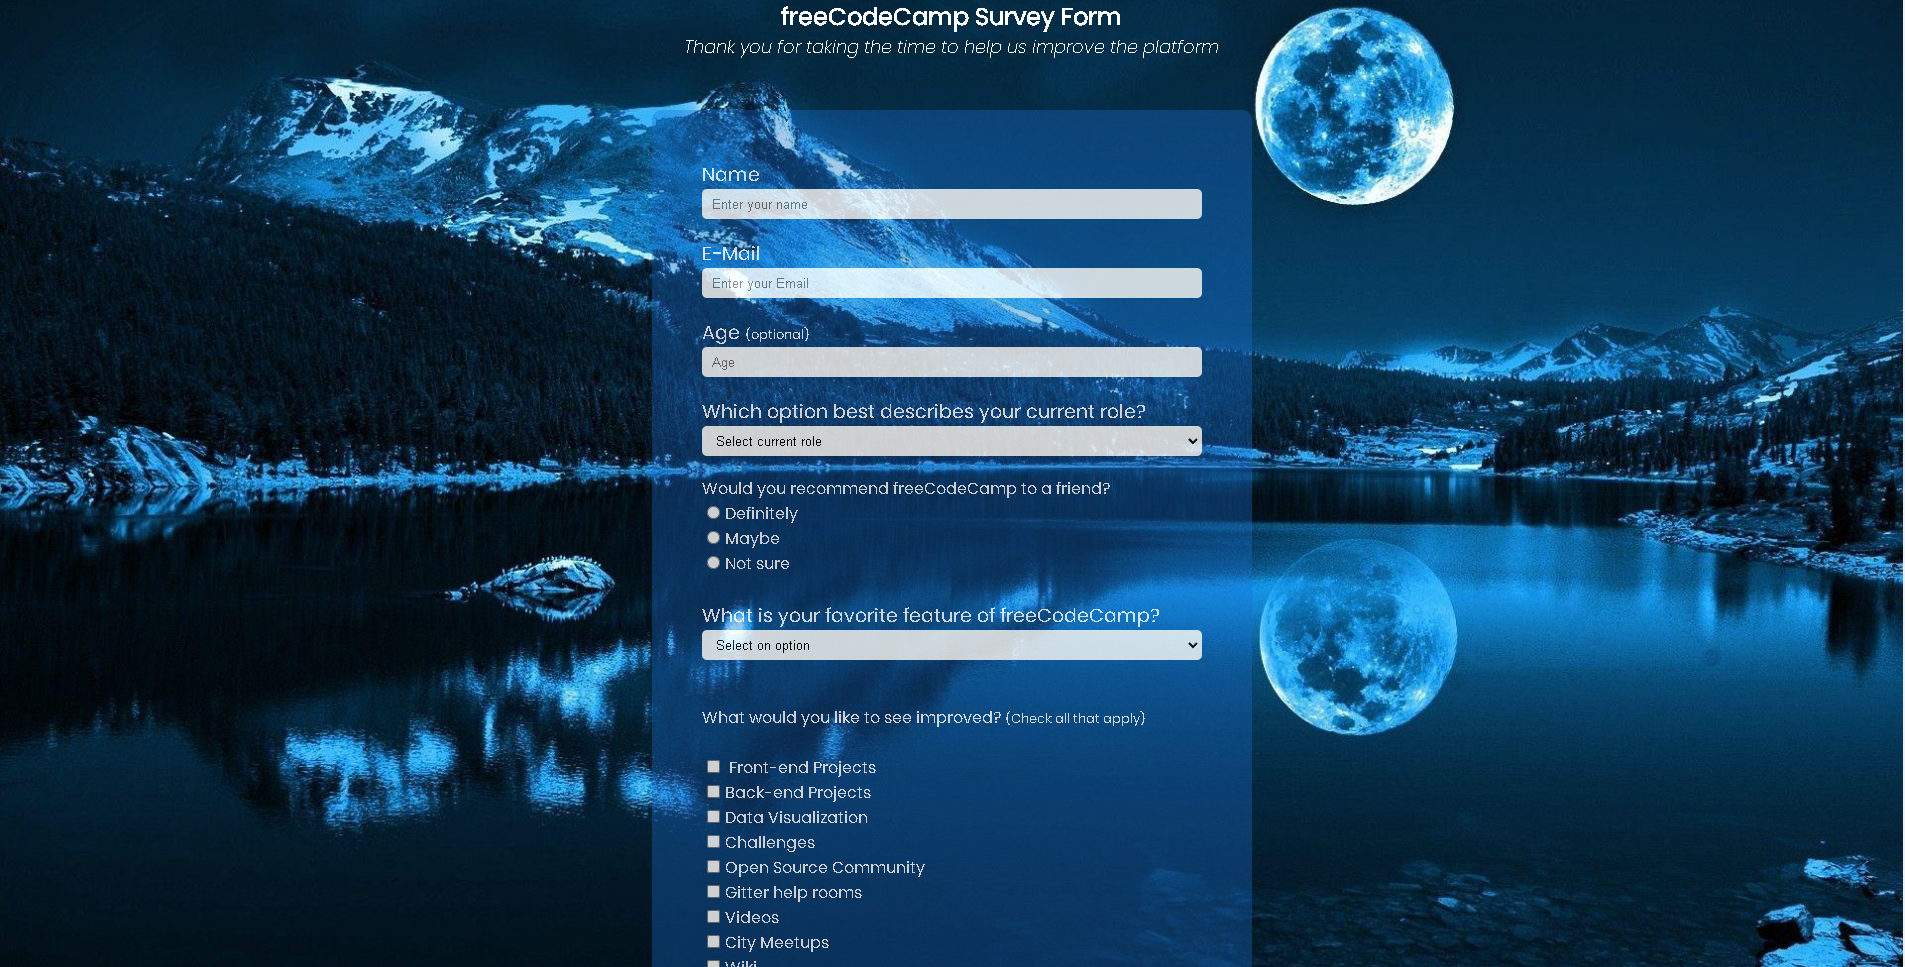 freeCodeCamp Survey Form
Thank you for taking the time to help us improve the platform
Name
Enter your name
E-Mail
Enter your Email
Age (optional)
Age
Which option best describes your current role?
Select current role
Would you recommend freeCodeCamp to a friend?
Definitely
Maybe
Not sure
What is your favorite feature of freeCodeCamp?
Select on option
What would you like to see improved? (Check all that apply)
Front-end Projects
Back-end Projects
Data Visualization
Challenges
Open Source Community
Gitter help rooms
Videos
City Meetups
Wiki